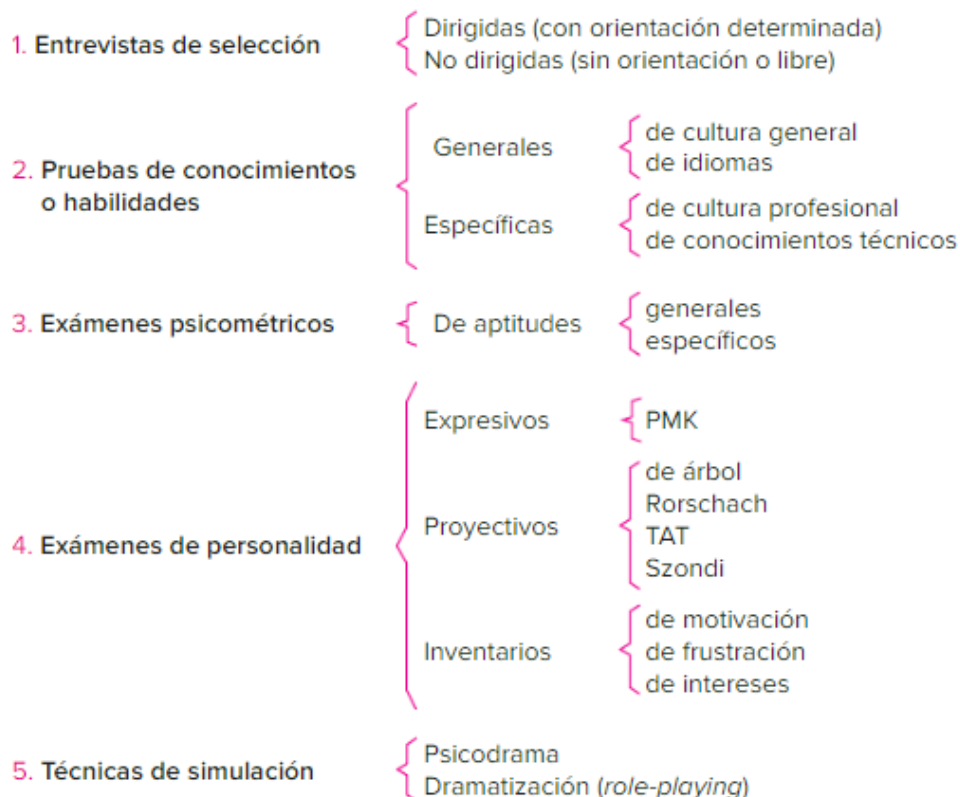 1. Entrevistas de selección
Dirigidas (con orientación determinada)
No dirigidas (sin orientación o libre)
2. Pruebas de conocimientos
o habilidades
Generales
de cultura general
de idiomas
Específicas
de cultura profesional
de conocimientos técnicos
3. Exámenes psicométricos
De aptitudes
generales
específicos
4. Exámenes de personalidad
Expresivos
PMK
Proyectivos
de árbol
Rorschach
TAT
Szondi
Inventarios
de motivación
de frustración
de intereses
5. Técnicas de simulación
Psicodrama
Dramatización (role-playing)